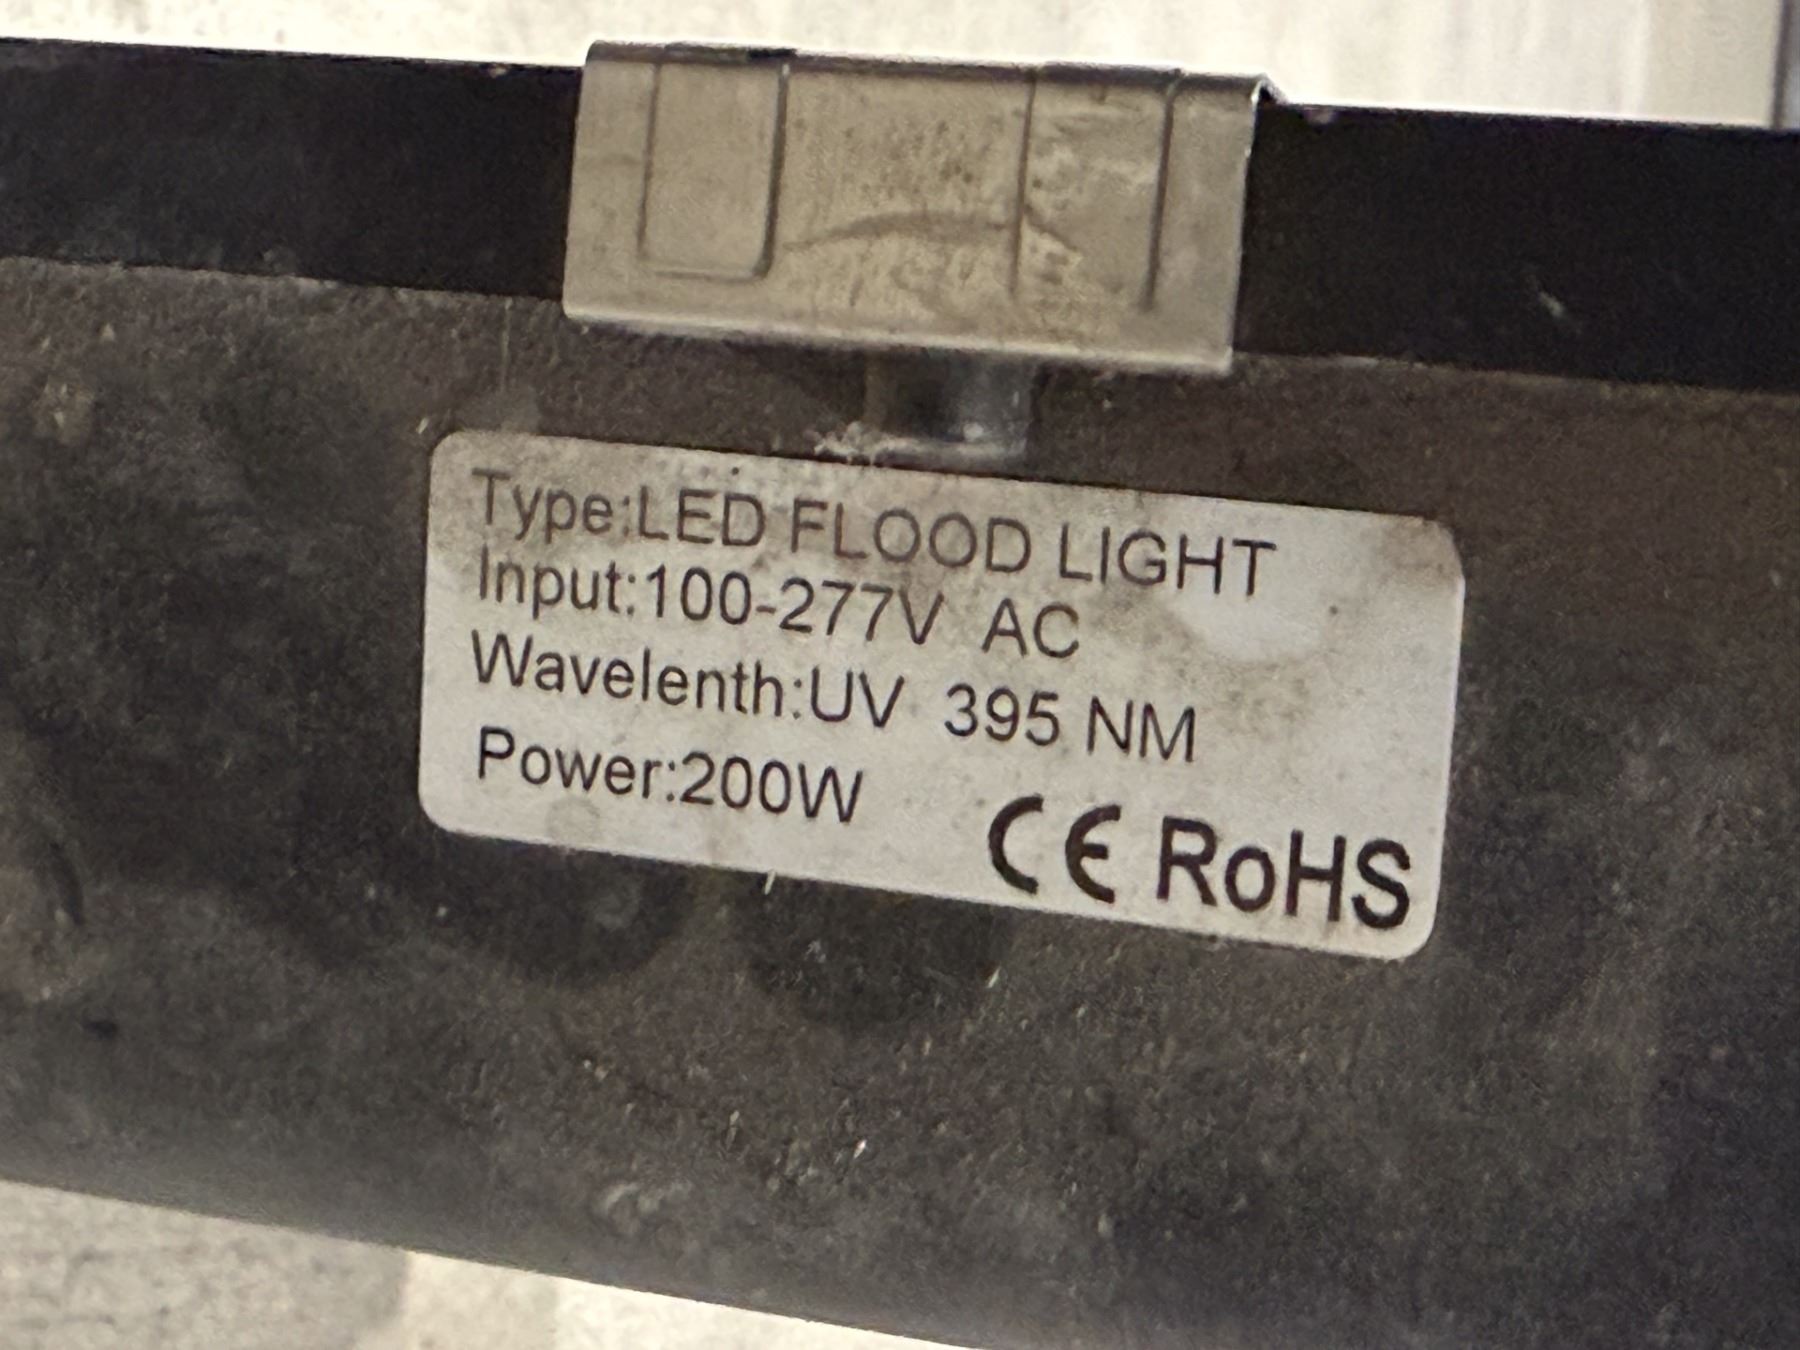 Type:LED FLOOD LIGHT
Input:100-277V AC
Wavelenth:UV 395 NM
Power:200W
CE RoHS